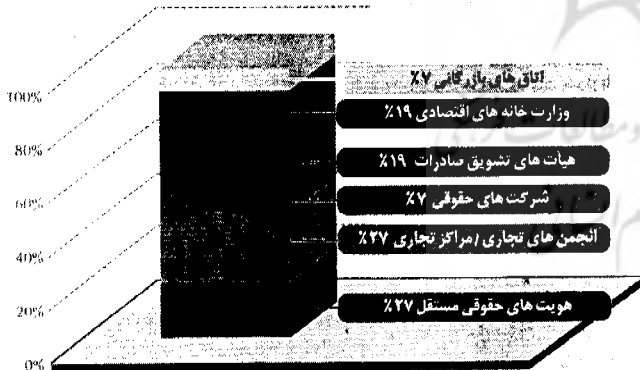 100%
80%
60%
40%
20%
0%
اتاق های بازرگانی ۷٪
وزارت خانه های اقتصادی ۱۹٪
هیأت های تشویق صادرات ۱۹٪
شرکت های حقوقی ۷٪
انجمن های تجاری / مراکز تجاری ۲۷٪
هویت های حقوقی مستقل ۲۷٪